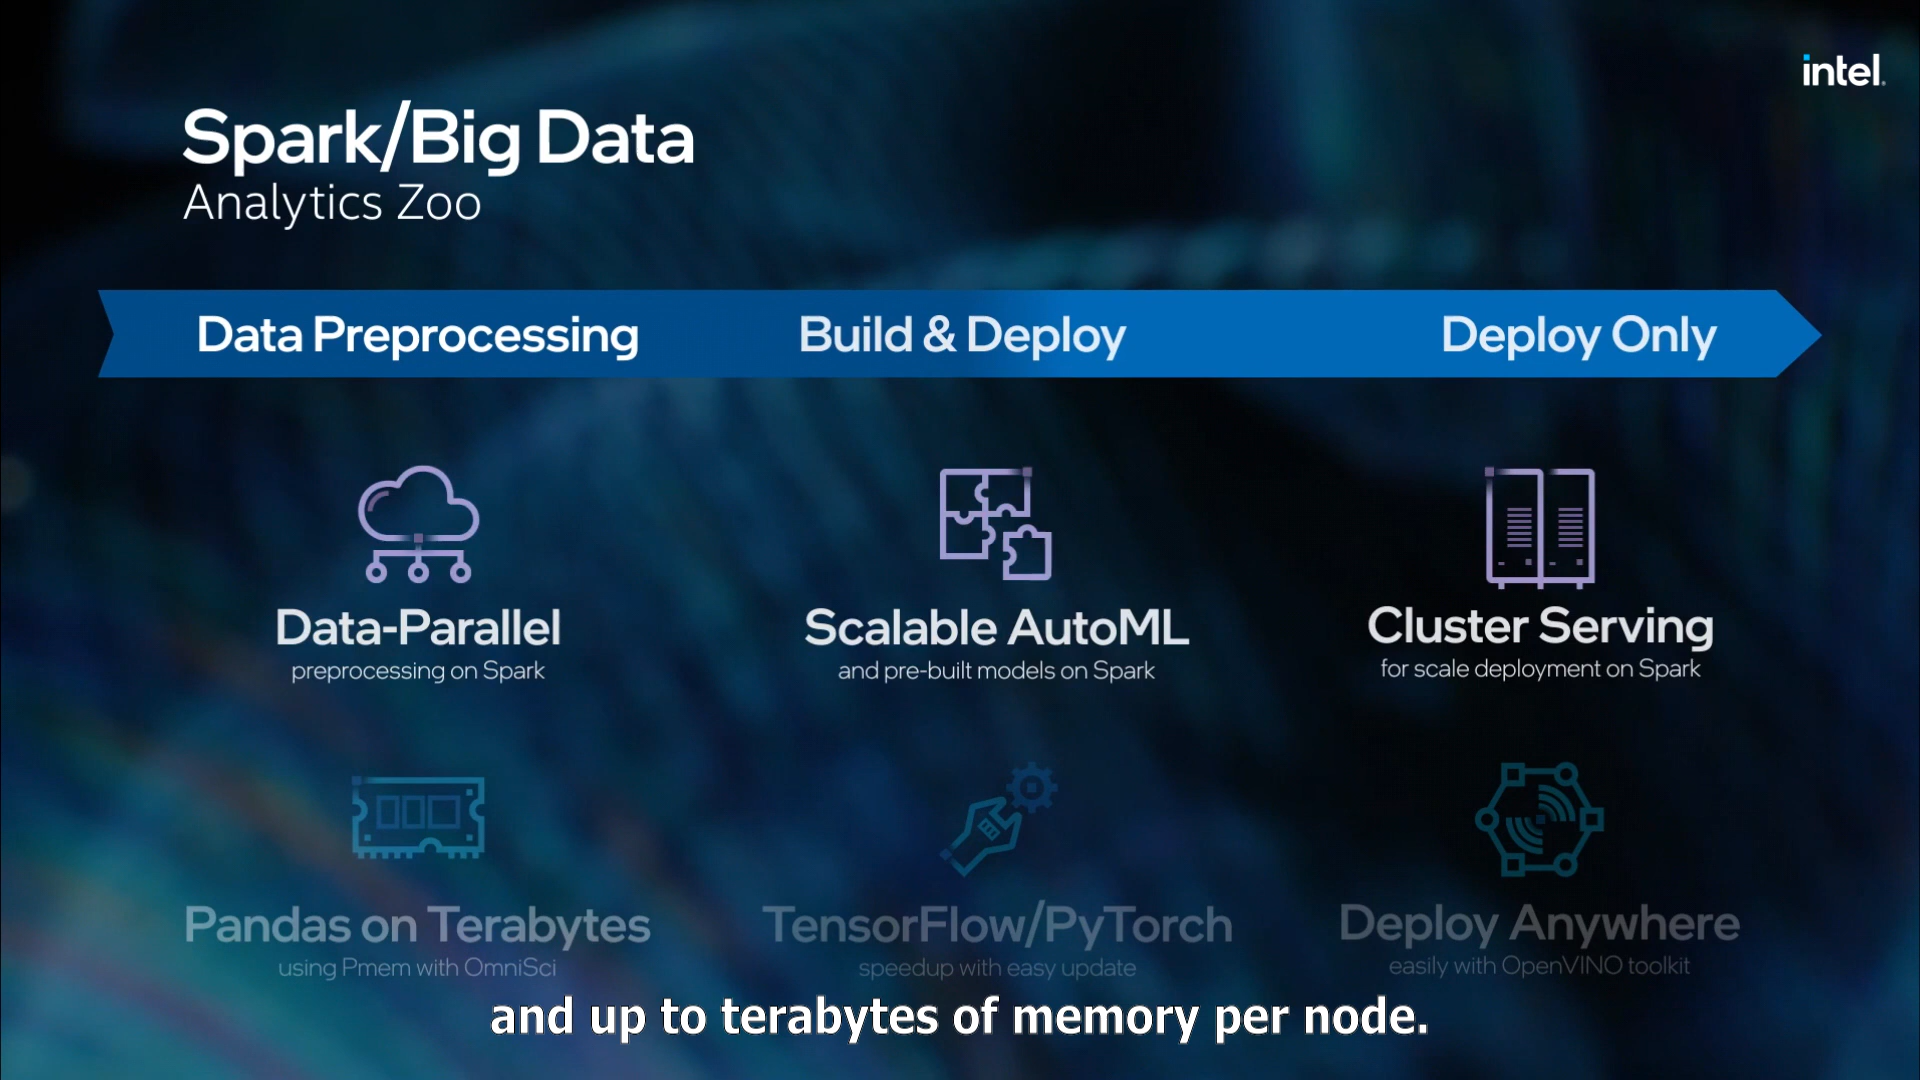 intel.
Spark/Big Data
Analytics Zoo
Data Preprocessing
Build & Deploy
Deploy Only
Data-Parallel
preprocessing on Spark
Scalable AutoML
and pre-built models on Spark
Cluster Serving
for scale deployment on Spark
Pandas on Terabytes
using Pmem with OmniSci
TensorFlow/PyTorch
speedup with easy update
Deploy Anywhere
easily with OpenVINO toolkit
and up to terabytes of memory per node.